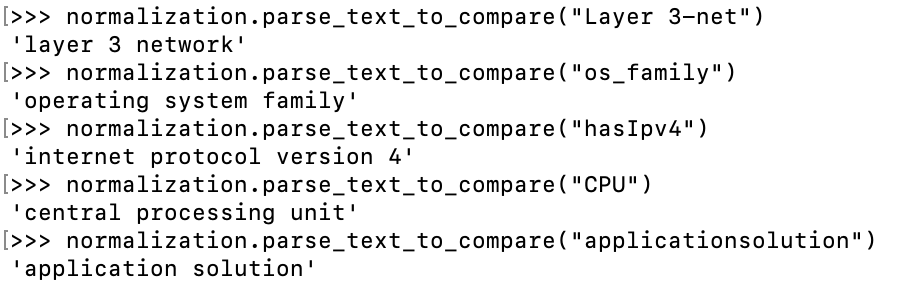 [>>> normalization.parse_text_to_compare("Layer 3-net")
'layer 3 network'
[>>> normalization.parse_text_to_compare("os_family")
'operating system family'
[>>> normalization.parse_text_to_compare("hasIpv4")
'internet protocol version 4'
[>>> normalization.parse_text_to_compare("CPU")
'central processing unit'
[>>> normalization.parse_text_to_compare("applicationsolution")
'application solution'